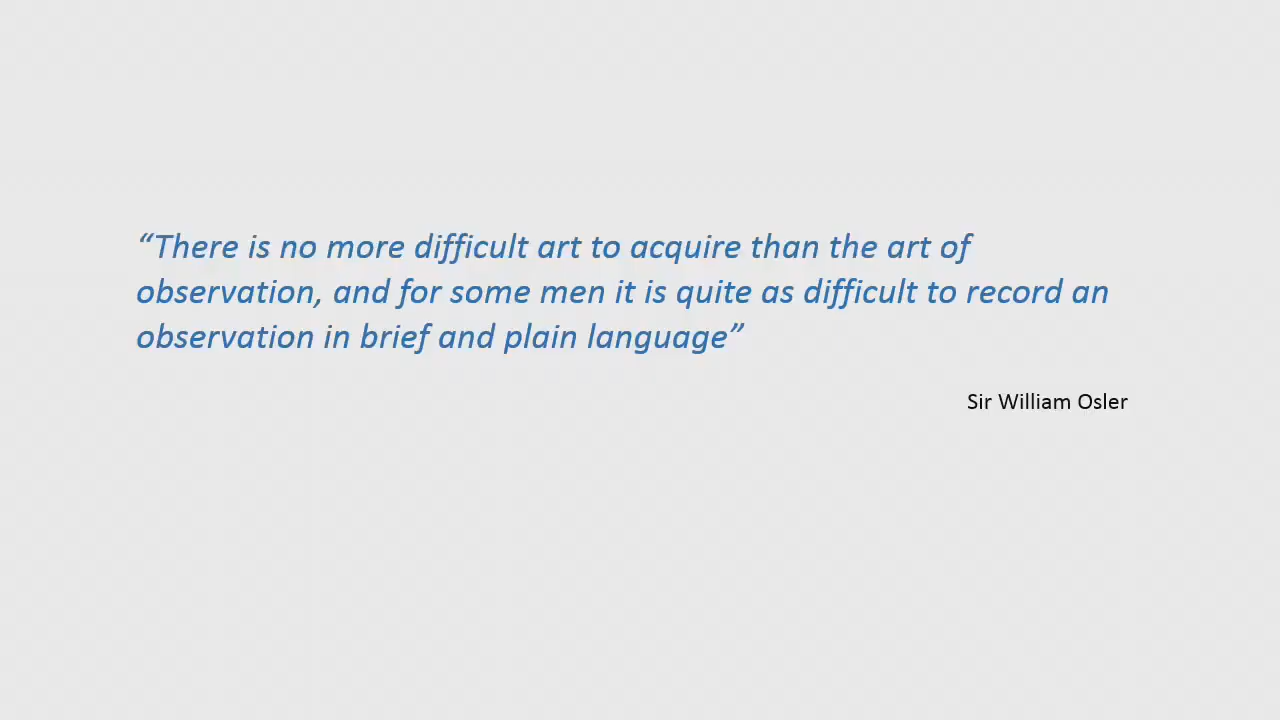 “There is no more difficult art to acquire than the art of
observation, and for some men it is quite as difficult to record an
observation in brief and plain language”
Sir William Osler